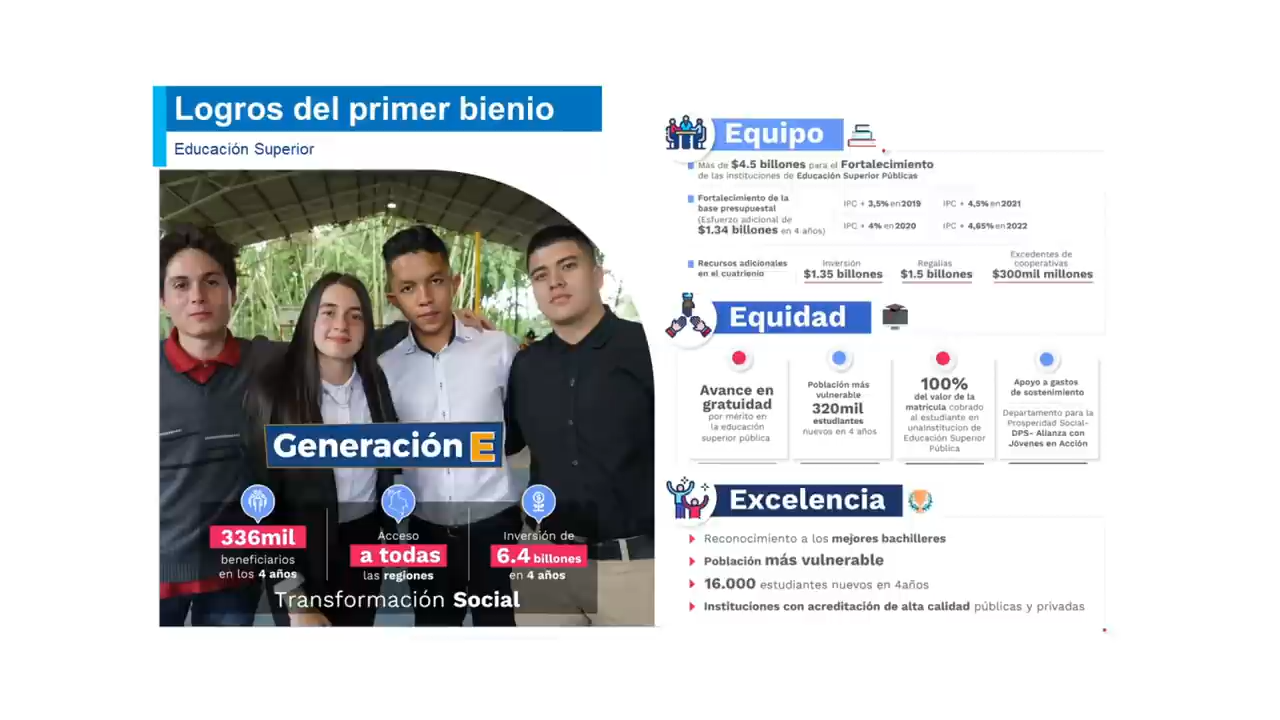 Logros del primer bienio
Educación Superior
Generación E
336mil
beneficiarios
en los 4 años
Acceso
a todas
las regiones
Inversión de
6.4 billones
en 4 años
Transformación Social
Equipo
Más de $4.5 billones para el Fortalecimiento
de las instituciones de Educación Superior Públicas
Fortalecimiento de la
base presupuestal
(Esfuerzo adicional de
$1.34 billones en 4 años)
IPC + 3,5% en 2019
IPC + 4,5% en 2021
IPC + 4% en 2020
IPC + 4,65% en 2022
Recursos adicionales
en el cuatrienio
Inversión
$1.35 billones
Regalías
$1.5 billones
Excedentes de
cooperativas
$300mil millones
Equidad
Avance en
gratuidad
por mérito en
la educación
superior pública
Población más
vulnerable
320mil
estudiantes
nuevos en 4 años
100%
del valor de la
matrícula cobrado
al estudiante en
unaInstitucion de
Educación Superior
Pública
Apoyo a gastos
de sostenimiento
Departamento para la
Prosperidad Social-
DPS- Alianza con
Jóvenes en Acción
Excelencia
Reconocimiento a los mejores bachilleres
Población más vulnerable
16.000 estudiantes nuevos en 4años
Instituciones con acreditación de alta calidad públicas y privadas